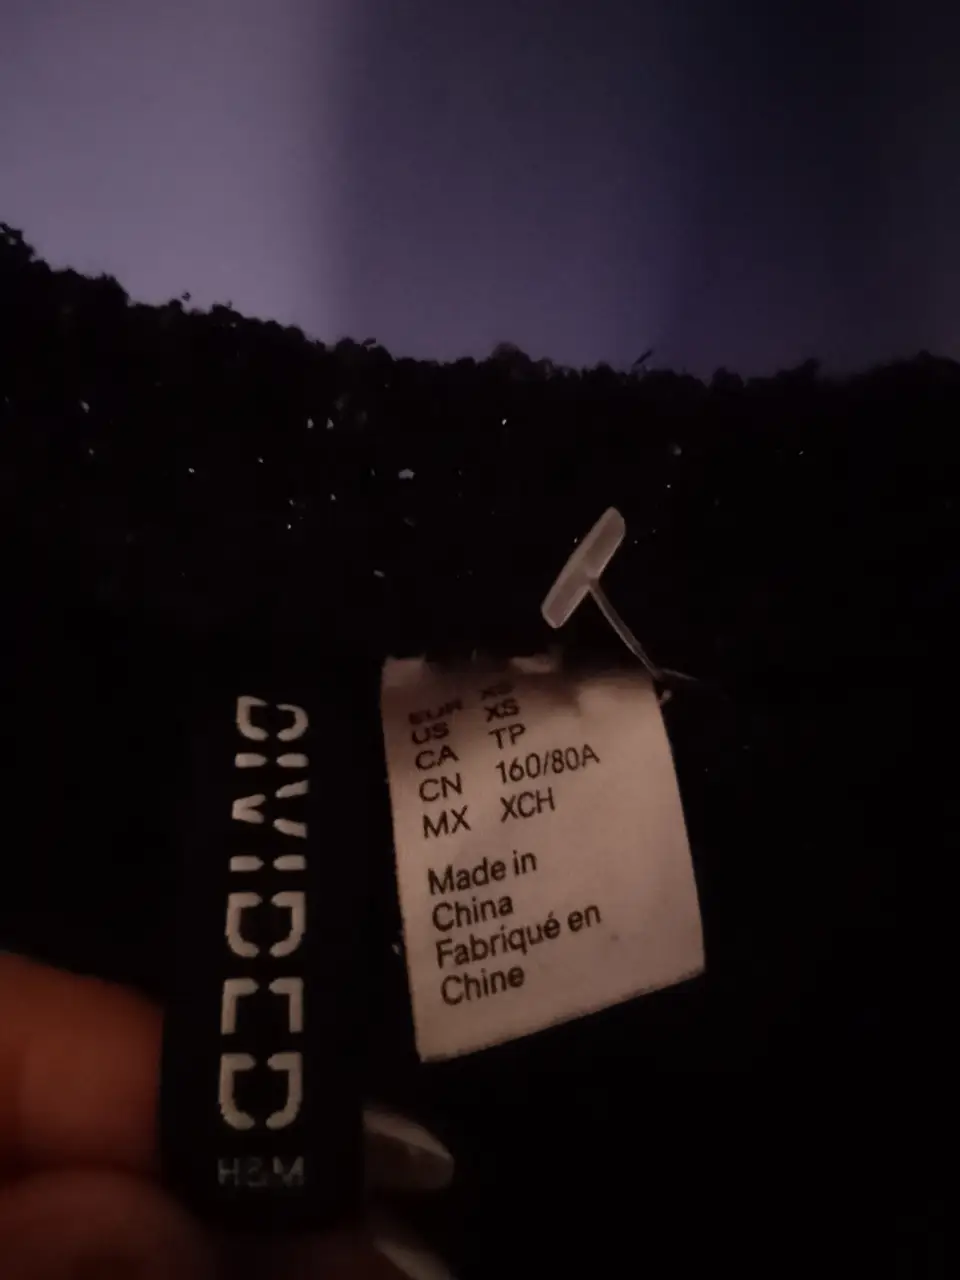 DIVIDED
H&M
EUR XS
US XS
CA TP
CN 160/80A
MX XCH
Made in
China
Fabriqué en
Chine